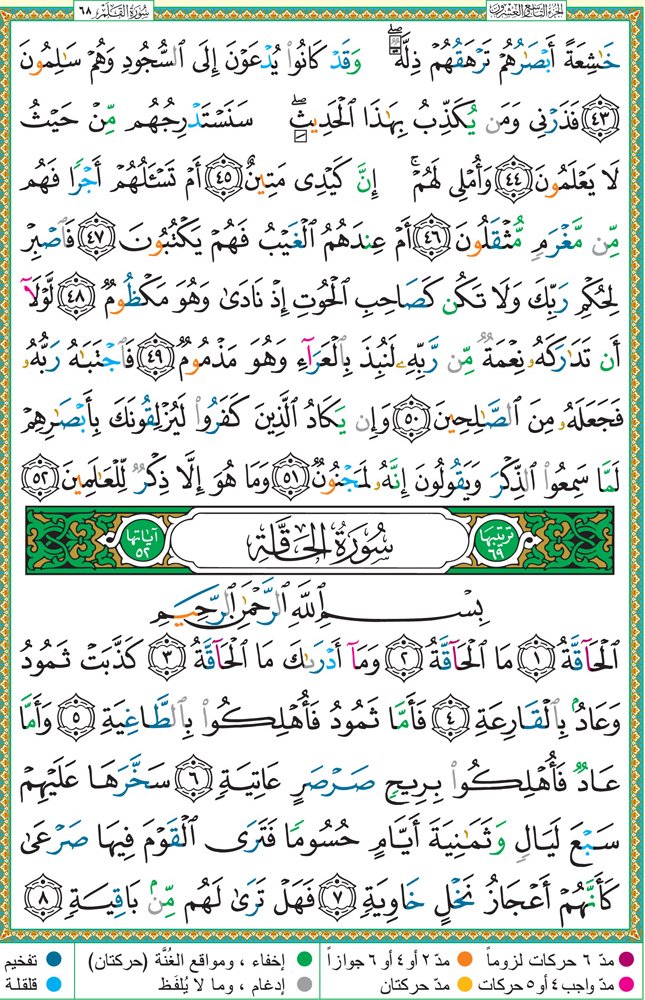 الجزء التاسع والعشرون
سورة القلم ٦٨
خَٰشِعَةً أَبْصَٰرُهُمْ تَرْهَقُهُمْ ذِلَّةٌۖ وَقَدْ كَانُوا۟ يُدْعَوْنَ إِلَى ٱلسُّجُودِ وَهُمْ سَٰلِمُونَ
٤٣ فَذَرْنِى وَمَن يُكَذِّبُ بِهَٰذَا ٱلْحَدِيثِۖ سَنَسْتَدْرِجُهُم مِّنْ حَيْثُ
لَا يَعْلَمُونَ ٤٤ وَأُمْلِى لَهُمْۚ إِنَّ كَيْدِى مَتِينٌ ٤٥ أَمْ تَسْـَٔلُهُمْ أَجْرًا فَهُم
مِّن مَّغْرَمٍ مُّثْقَلُونَ ٤٦ أَمْ عِندَهُمُ ٱلْغَيْبُ فَهُمْ يَكْتُبُونَ ٤٧ فَٱصْبِرْ
لِحُكْمِ رَبِّكَ وَلَا تَكُن كَصَاحِبِ ٱلْحُوتِ إِذْ نَادَىٰ وَهُوَ مَكْظُومٌ ٤٨ لَّوْلَآ
أَن تَدَٰرَكَهُۥ نِعْمَةٌ مِّن رَّبِّهِۦ لَنُبِذَ بِٱلْعَرَآءِ وَهُوَ مَذْمُومٌ ٤٩ فَٱجْتَبَٰهُ رَبُّهُۥ
فَجَعَلَهُۥ مِنَ ٱلصَّٰلِحِينَ ٥٠ وَإِن يَكَادُ ٱلَّذِينَ كَفَرُوا۟ لَيُزْلِقُونَكَ بِأَبْصَٰرِهِمْ
لَمَّا سَمِعُوا۟ ٱلذِّكْرَ وَيَقُولُونَ إِنَّهُۥ لَمَجْنُونٌ ٥١ وَمَا هُوَ إِلَّا ذِكْرٌ لِّلْعَٰلَمِينَ ٥٢
ترتيبها ٦٩ سُورَةُ الحَاقَّة آياتها ٥٢
بِسْمِ ٱللَّهِ ٱلرَّحْمَٰنِ ٱلرَّحِيمِ
ٱلْحَآقَّةُ ١ مَا ٱلْحَآقَّةُ ٢ وَمَآ أَدْرَىٰكَ مَا ٱلْحَآقَّةُ ٣ كَذَّبَتْ ثَمُودُ
وَعَادٌۢ بِٱلْقَارِعَةِ ٤ فَأَمَّا ثَمُودُ فَأُهْلِكُوا۟ بِٱلطَّاغِيَةِ ٥ وَأَمَّا
عَادٌ فَأُهْلِكُوا۟ بِرِيحٍ صَرْصَرٍ عَاتِيَةٍ ٦ سَخَّرَهَا عَلَيْهِمْ
سَبْعَ لَيَالٍ وَثَمَٰنِيَةَ أَيَّامٍ حُسُومًا فَتَرَى ٱلْقَوْمَ فِيهَا صَرْعَىٰ
كَأَنَّهُمْ أَعْجَازُ نَخْلٍ خَاوِيَةٍ ٧ فَهَلْ تَرَىٰ لَهُم مِّنۢ بَاقِيَةٍ ٨
مدّ ٦ حركات لزوماً مدّ ٢ أو ٤ أو ٦ جوازاً إخفاء ، ومواقع الغُنَّة (حركتان) تفخيم
مدّ واجب ٤ أو ٥ حركات مدّ حركتان إدغام ، وما لا يُلفَظ قلقلة